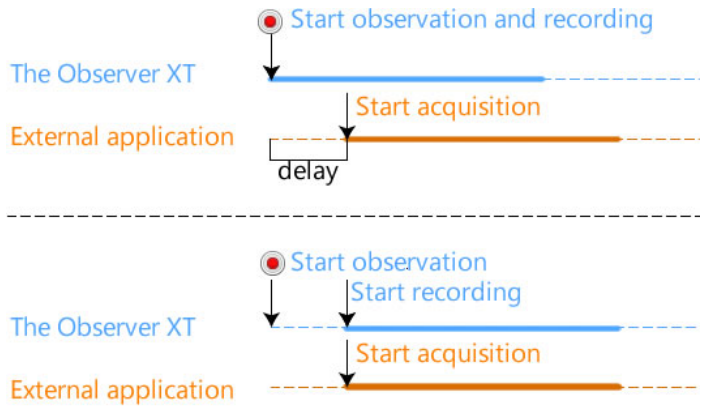 Start observation and recording
The Observer XT
Start acquisition
External application
delay
Start observation
Start recording
The Observer XT
Start acquisition
External application